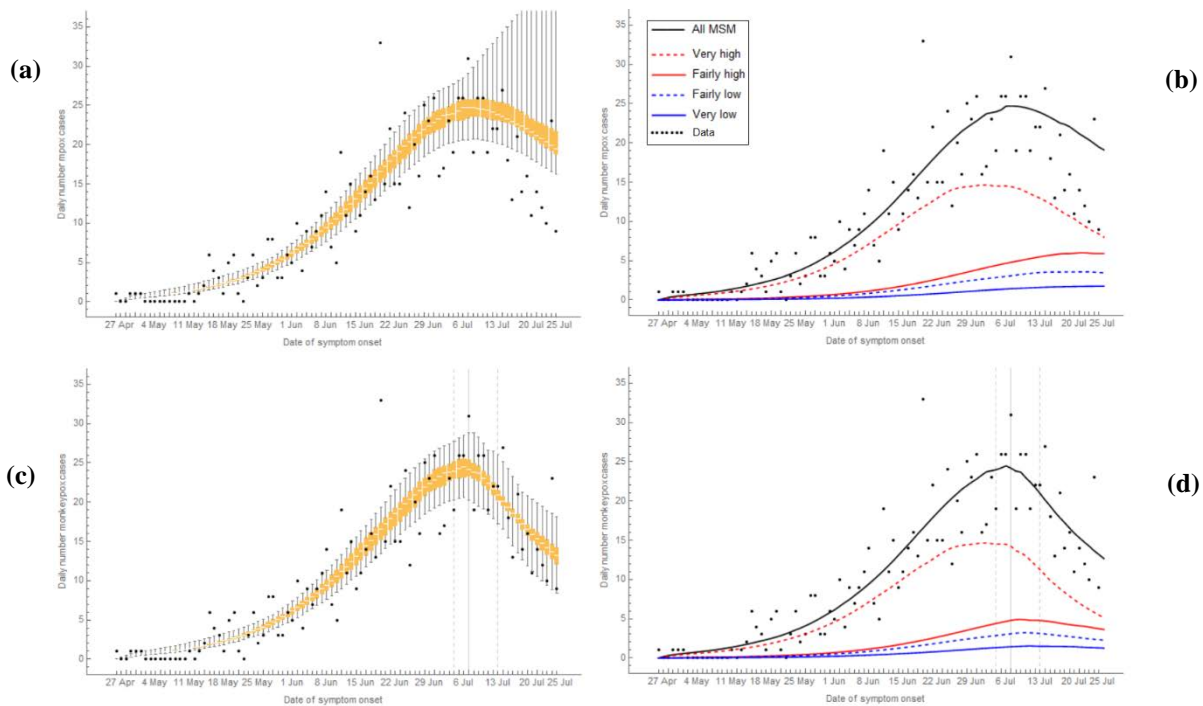 (a)
Daily number mpox cases
35
30
25
20
15
10
5
0
27 Apr 4 May 11 May 18 May 25 May 1 Jun 8 Jun 15 Jun 22 Jun 29 Jun 6 Jul 13 Jul 20 Jul 25 Jul
Date of symptom onset
(b)
Daily number mpox cases
35
30
25
20
15
10
5
0
All MSM
Very high
Fairly high
Fairly low
Very low
Data
27 Apr 4 May 11 May 18 May 25 May 1 Jun 8 Jun 15 Jun 22 Jun 29 Jun 6 Jul 13 Jul 20 Jul 25 Jul
Date of symptom onset
(c)
Daily number monkeypox cases
35
30
25
20
15
10
5
0
27 Apr 4 May 11 May 18 May 25 May 1 Jun 8 Jun 15 Jun 22 Jun 29 Jun 6 Jul 13 Jul 20 Jul 25 Jul
Date of symptom onset
(d)
Daily number monkeypox cases
35
30
25
20
15
10
5
0
27 Apr 4 May 11 May 18 May 25 May 1 Jun 8 Jun 15 Jun 22 Jun 29 Jun 6 Jul 13 Jul 20 Jul 25 Jul
Date of symptom onset